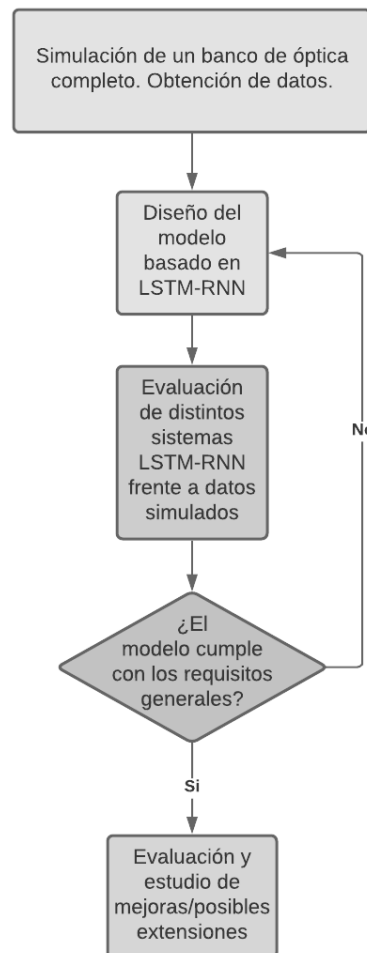 Simulación de un banco de óptica
completo. Obtención de datos.
Diseño del
modelo
basado en
LSTM-RNN
Evaluación
de distintos
sistemas
LSTM-RNN
frente a datos
simulados
No
¿El
modelo cumple
con los requisitos
generales?
Si
Evaluación y
estudio de
mejoras/posibles
extensiones